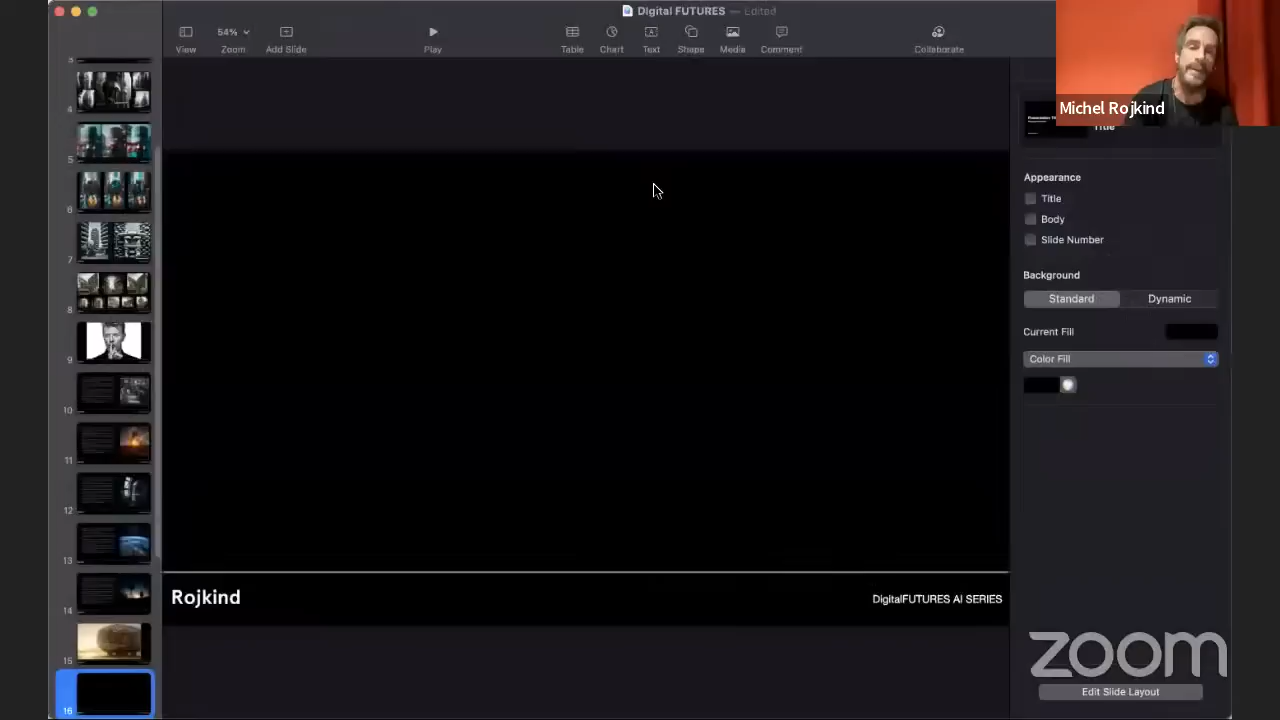 Digital FUTURES — Edited
View
54%
Zoom
Add Slide
Play
Table
Chart
Text
Shape
Media
Comment
Collaborate
Michel Rojkind
Title
Appearance
Title
Body
Slide Number
Background
Standard
Dynamic
Current Fill
Color Fill
3
4
5
6
7
8
9
10
11
12
13
14
15
16
Rojkind
DigitalFUTURES AI SERIES
zoom
Edit Slide Layout